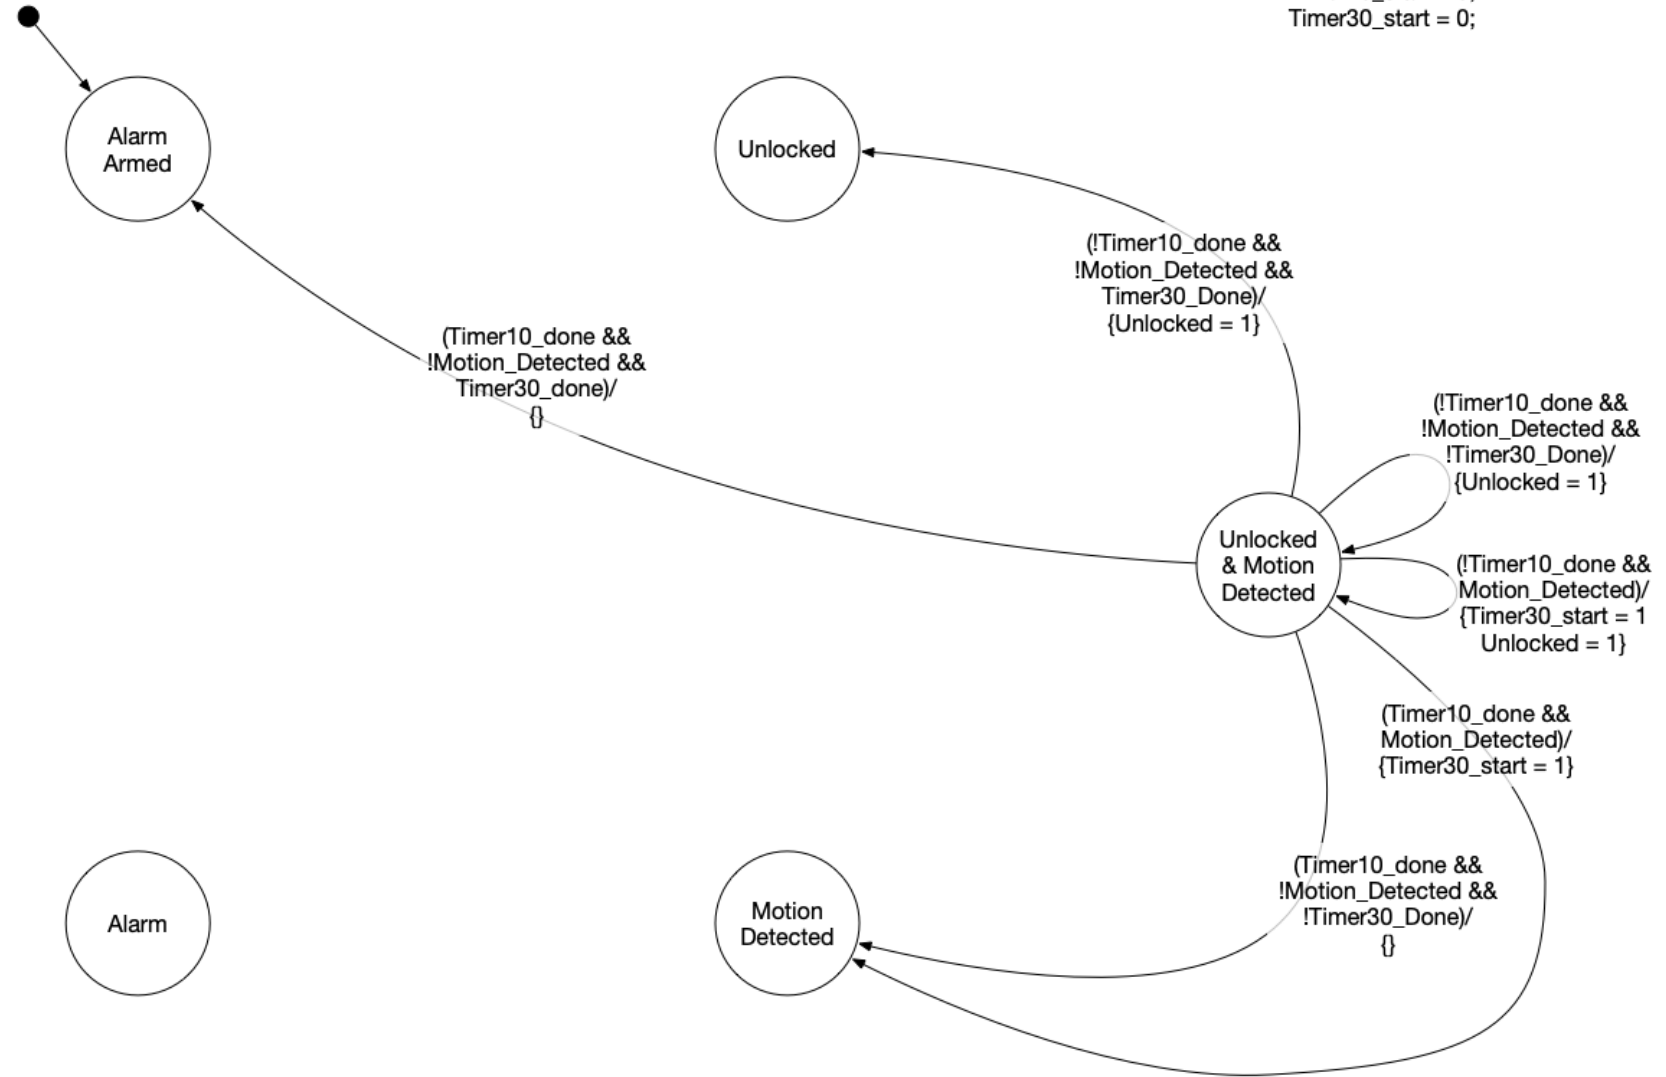 Timer30_start = 0;
Alarm
Armed
Unlocked
(!Timer10_done &&
!Motion_Detected &&
Timer30_Done)/
{Unlocked = 1}
(Timer10_done &&
!Motion_Detected &&
Timer30_done)/
{}
(!Timer10_done &&
!Motion_Detected &&
!Timer30_Done)/
{Unlocked = 1}
Unlocked
& Motion
Detected
(!Timer10_done &&
Motion_Detected)/
{Timer30_start = 1
Unlocked = 1}
(Timer10_done &&
Motion_Detected)/
{Timer30_start = 1}
(Timer10_done &&
!Motion_Detected &&
!Timer30_Done)/
{}
Alarm
Motion
Detected